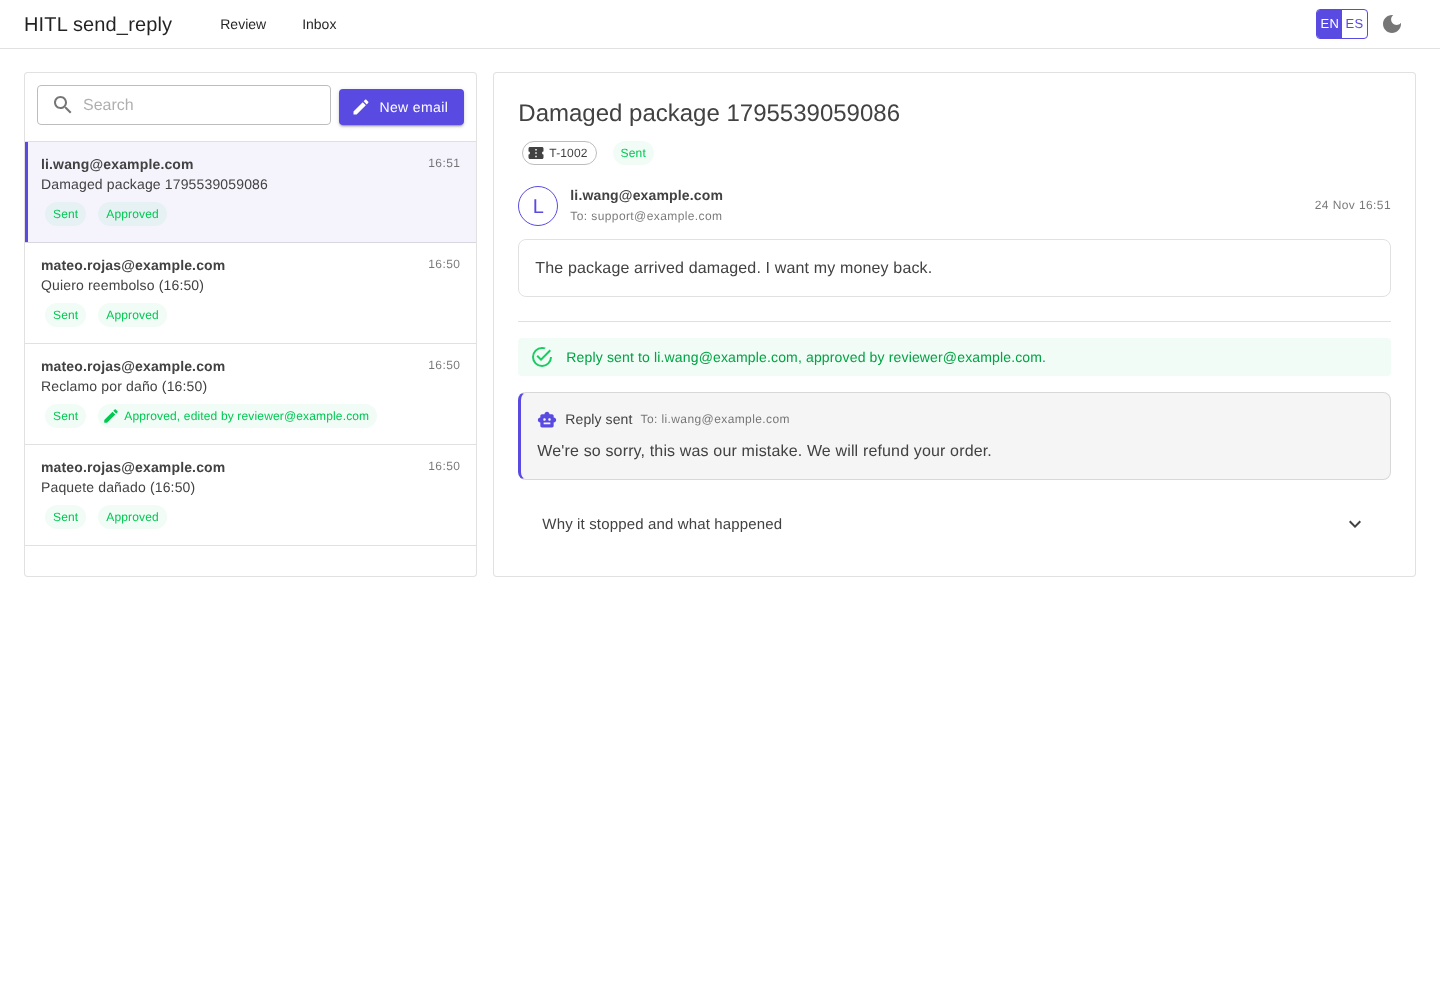 HITL send_reply
Review
Inbox
EN
ES
Search
New email
li.wang@example.com
16:51
Damaged package 1795539059086
Sent
Approved
mateo.rojas@example.com
16:50
Quiero reembolso (16:50)
Sent
Approved
mateo.rojas@example.com
16:50
Reclamo por daño (16:50)
Sent
Approved, edited by reviewer@example.com
mateo.rojas@example.com
16:50
Paquete dañado (16:50)
Sent
Approved
Damaged package 1795539059086
T-1002
Sent
L
li.wang@example.com
To: support@example.com
24 Nov 16:51
The package arrived damaged. I want my money back.
Reply sent to li.wang@example.com, approved by reviewer@example.com.
Reply sent
To: li.wang@example.com
We're so sorry, this was our mistake. We will refund your order.
Why it stopped and what happened